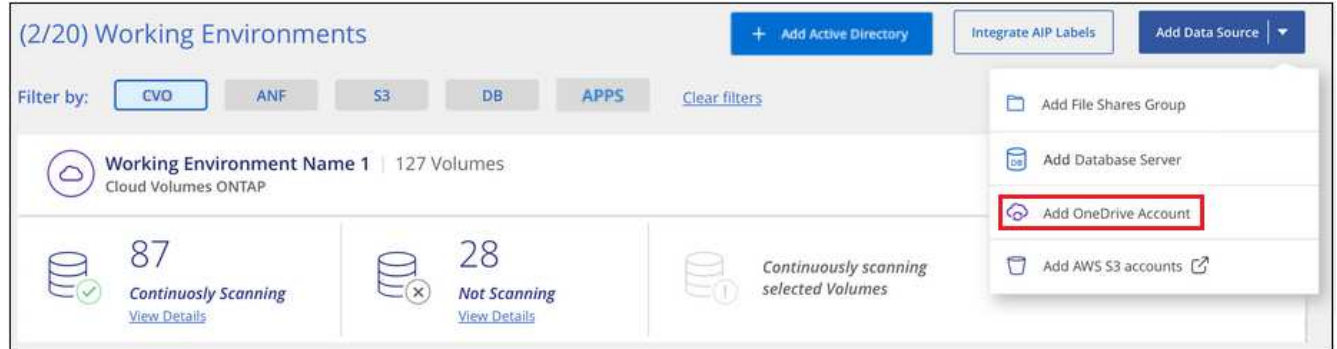 (2/20) Working Environments
+ Add Active Directory
Integrate AIP Labels
Add Data Source
Filter by:
CVO
ANF
S3
DB
APPS
Clear filters
Add File Shares Group
DB
Add Database Server
Add OneDrive Account
Add AWS S3 accounts
Working Environment Name 1 | 127 Volumes
Cloud Volumes ONTAP
87
Continuosly Scanning
View Details
28
Not Scanning
View Details
Continuously scanning
selected Volumes